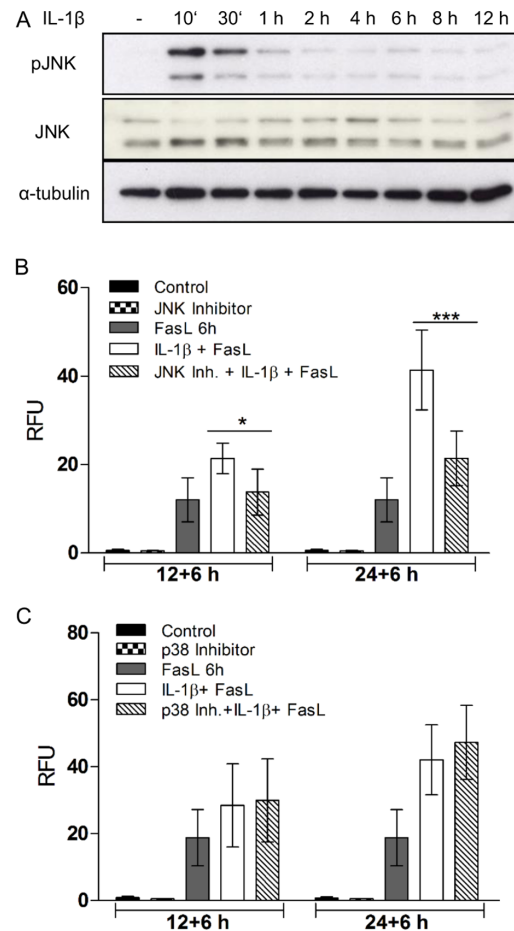 A IL-1β - 10‘ 30‘ 1 h 2 h 4 h 6 h 8 h 12 h
pJNK
JNK
α-tubulin
B
60
40
20
0
RFU
Control
JNK Inhibitor
FasL 6h
IL-1β + FasL
JNK Inh. + IL-1β + FasL
*
***
12+6 h 24+6 h
C
80
60
40
20
0
RFU
Control
p38 Inhibitor
FasL 6h
IL-1β+ FasL
p38 Inh.+IL-1β+ FasL
12+6 h 24+6 h